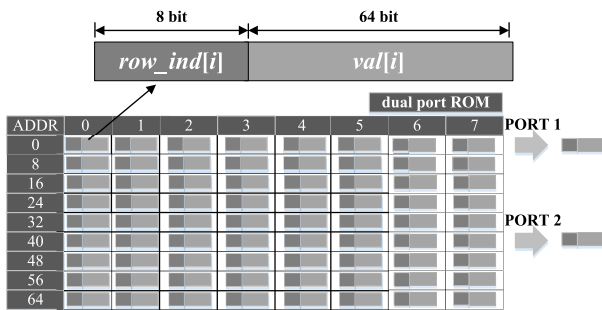 8 bit 64 bit
row_ind[i] val[i]
dual port ROM
ADDR 0 1 2 3 4 5 6 7 PORT 1
0
8
16
24
32 PORT 2
40
48
56
64